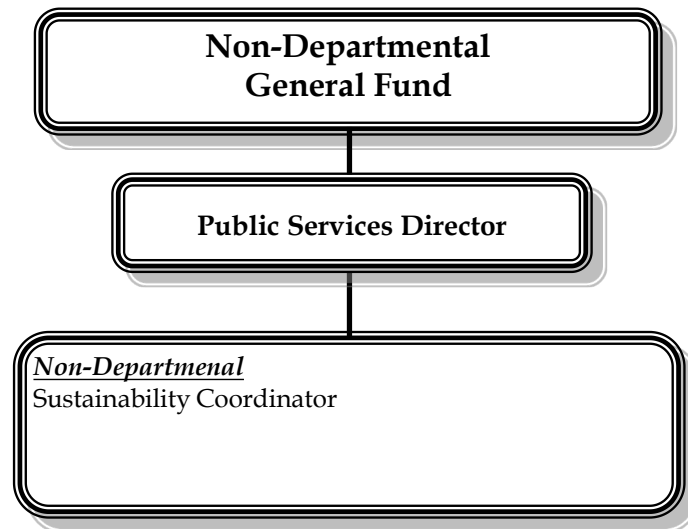 Non-Departmental
General Fund
Public Services Director
Non-Departmenal
Sustainability Coordinator